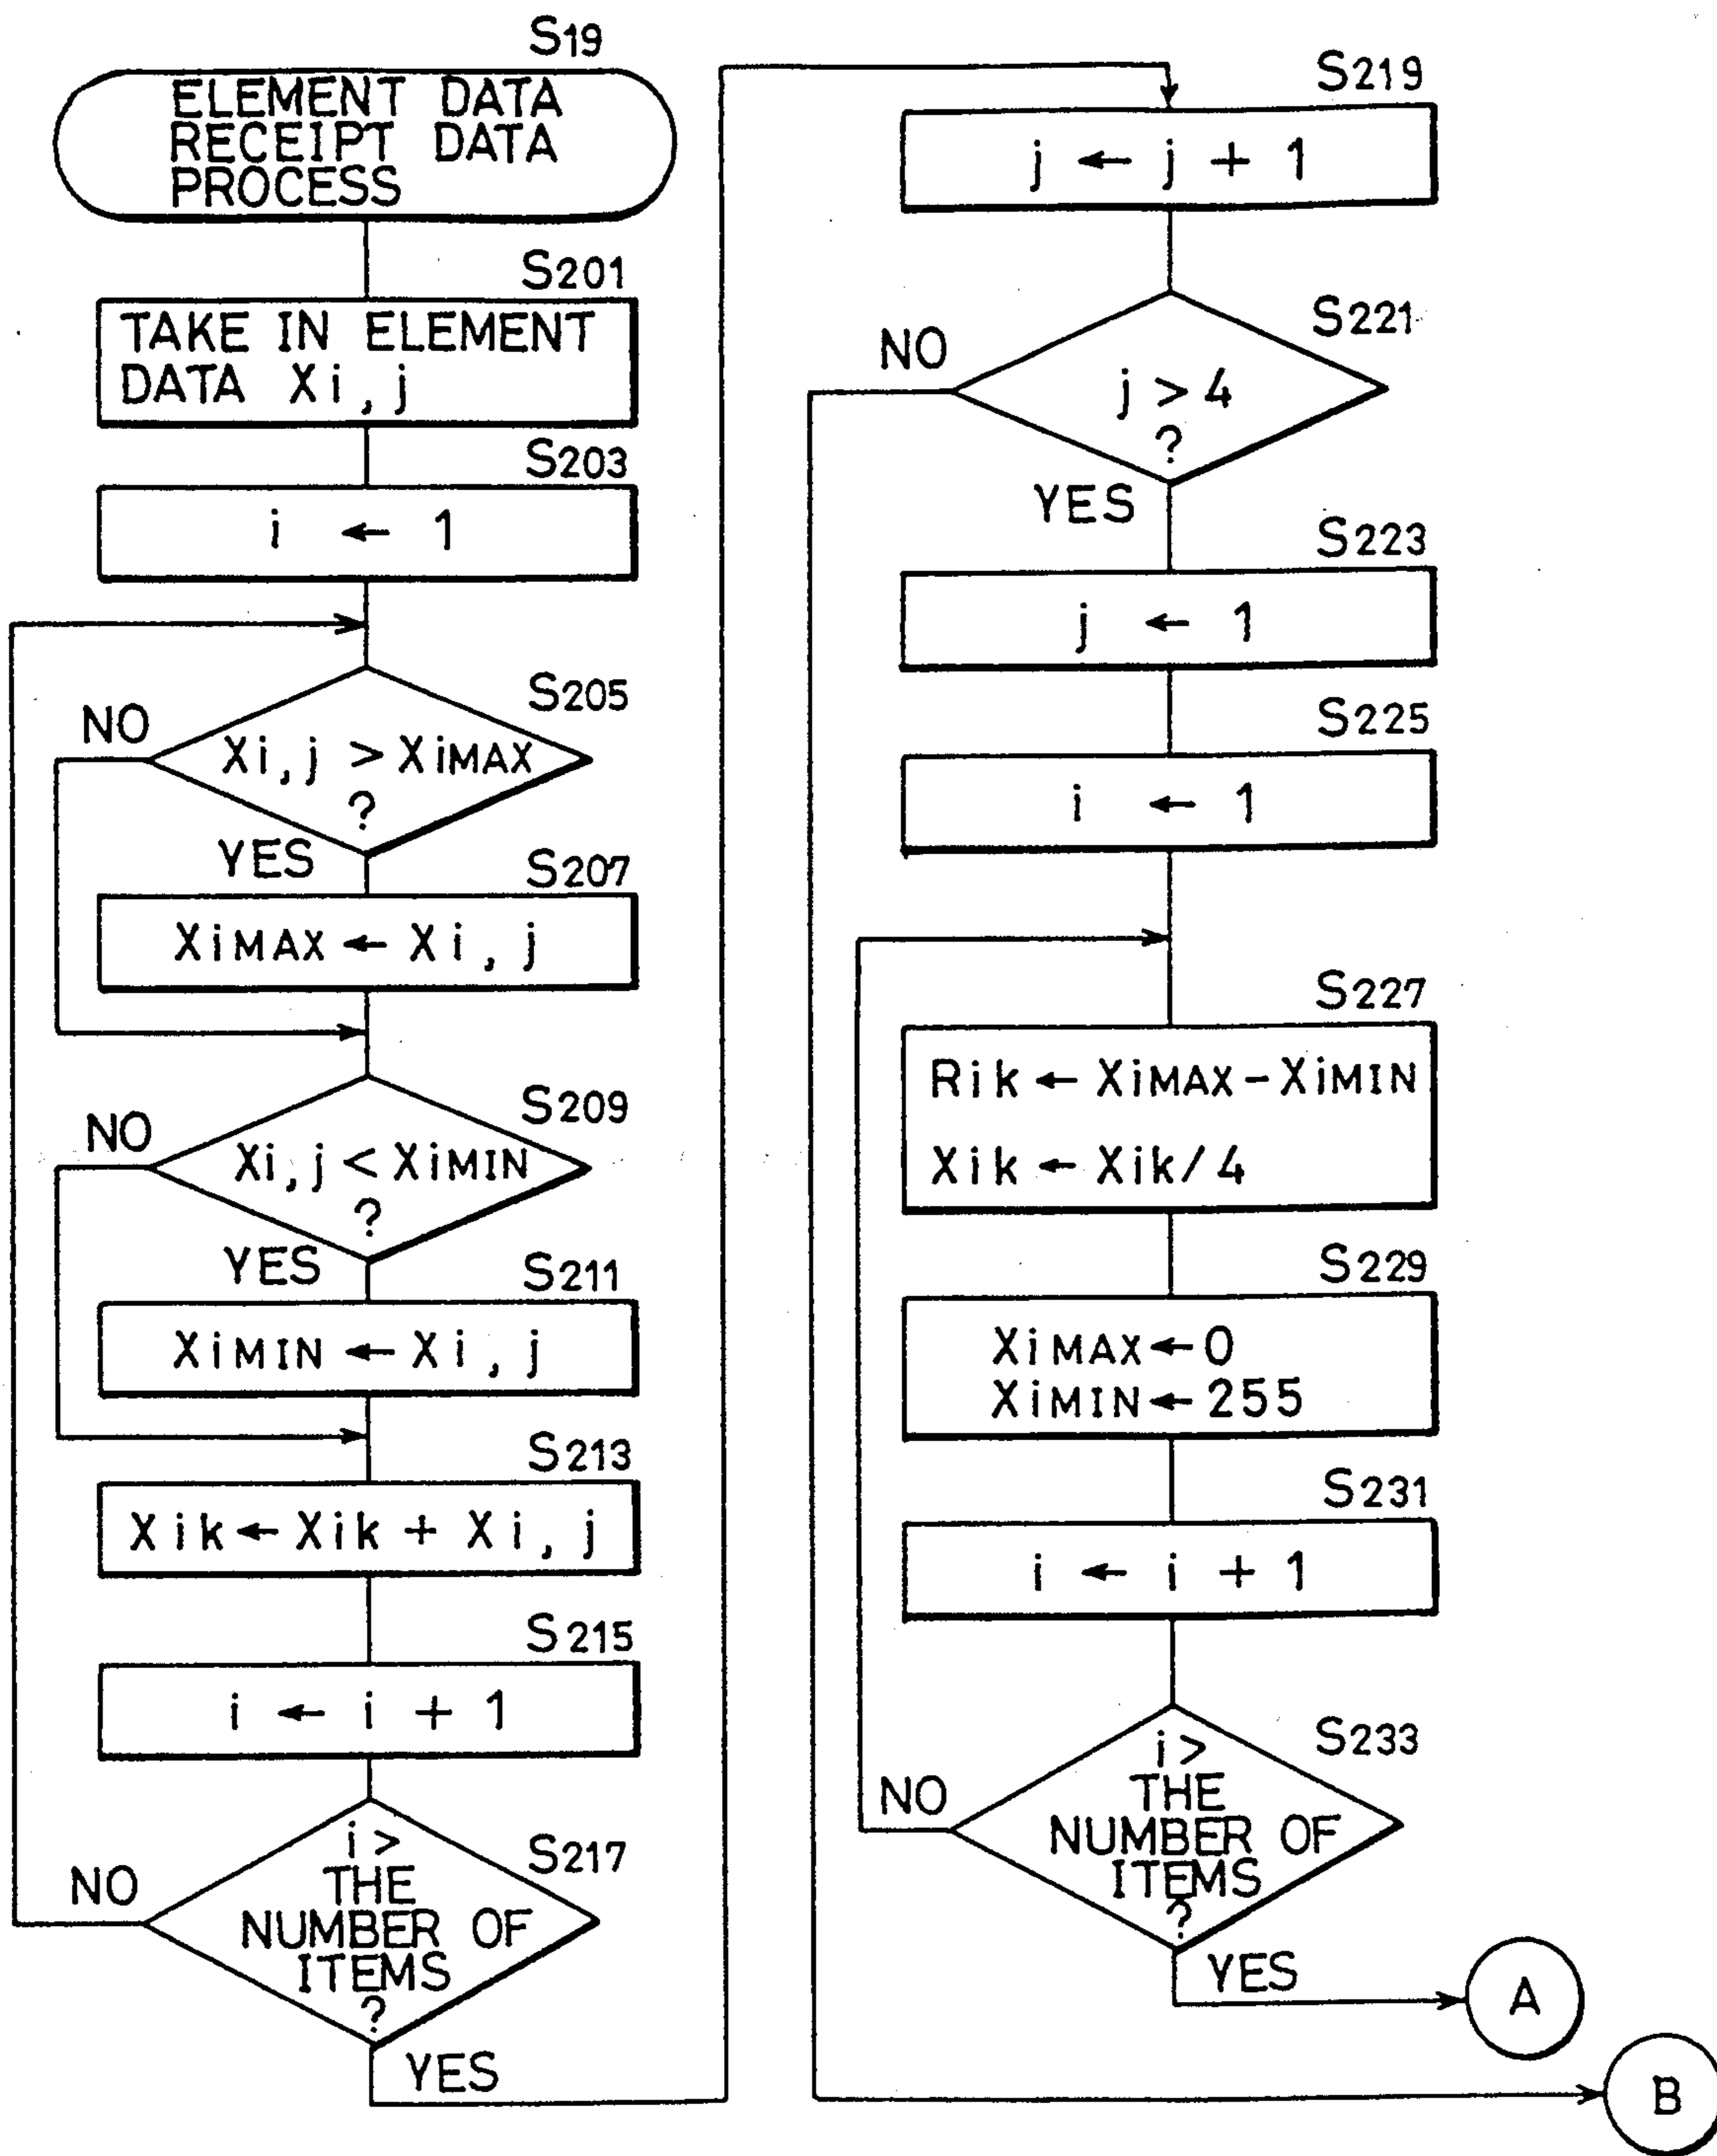 S19
ELEMENT DATA
RECEIPT DATA
PROCESS
S201
TAKE IN ELEMENT
DATA Xi, j
S203
i ← 1
S205
NO
Xi, j > XiMAX
?
YES
S207
XiMAX ← Xi, j
S209
NO
Xi, j < XiMIN
?
YES
S211
XiMIN ← Xi, j
S213
Xik ← Xik + Xi, j
S215
i ← i + 1
S217
NO
i >
THE
NUMBER OF
ITEMS
?
YES
S219
j ← j + 1
S221
NO
j > 4
?
YES
S223
j ← 1
S225
i ← 1
S227
Rik ← XiMAX - XiMIN
Xik ← Xik/4
S229
XiMAX ← 0
XiMIN ← 255
S231
i ← i + 1
S233
NO
i >
THE
NUMBER OF
ITEMS
?
YES
A
B